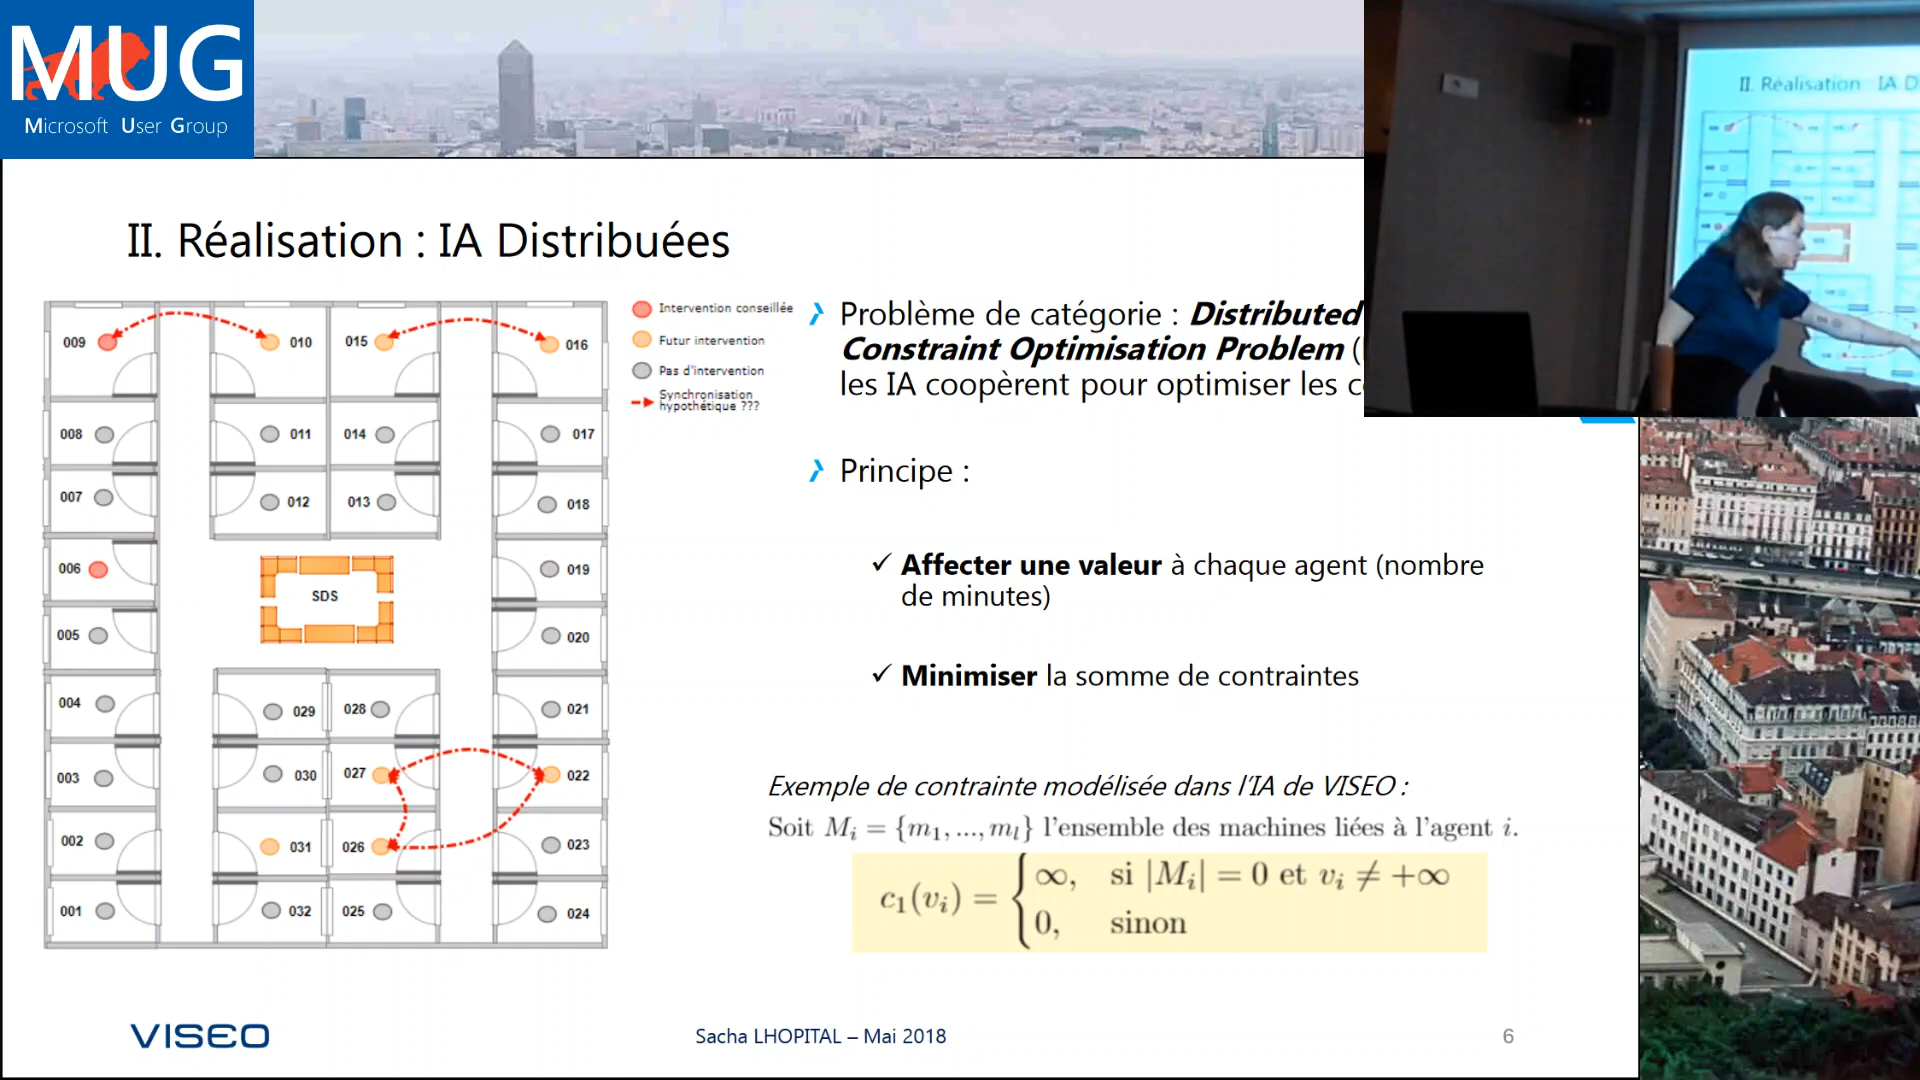 MUG
Microsoft User Group
II. Réalisation : IA Distribuées
II. Réalisation IA D
009
010
015
016
008
011
014
017
007
012
013
018
006
019
SDS
005
020
004
029
028
021
003
030
027
022
002
031
026
023
001
032
025
024
Intervention conseillée
Futur intervention
Pas d'intervention
Synchronisation
hypothétique ???
Problème de catégorie : Distributed
Constraint Optimisation Problem (
les IA coopèrent pour optimiser les c
Principe :
✓ Affecter une valeur à chaque agent (nombre
de minutes)
✓ Minimiser la somme de contraintes
Exemple de contrainte modélisée dans l'IA de VISEO :
Soit Mᵢ = {m₁, ..., mₗ} l'ensemble des machines liées à l'agent i.
c₁(vᵢ) = { ∞, si |Mᵢ| = 0 et vᵢ ≠ +∞
0, sinon
VISEO
Sacha LHOPITAL – Mai 2018
6